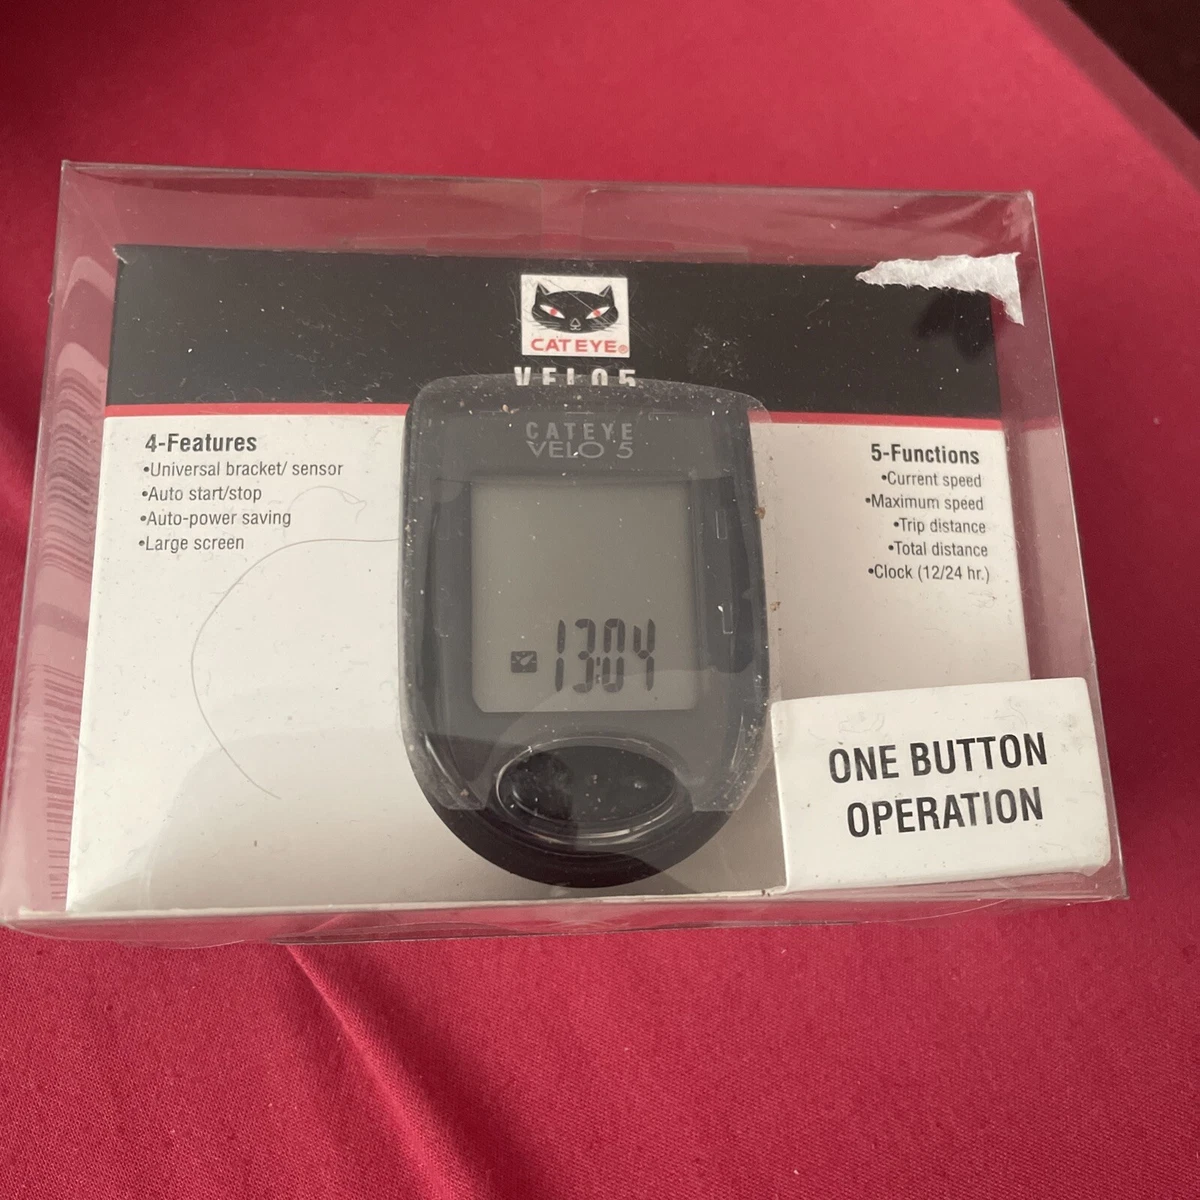 CATEYE®
VELO5
CATEYE
VELO 5
4-Features
•Universal bracket/ sensor
•Auto start/stop
•Auto-power saving
•Large screen
5-Functions
•Current speed
•Maximum speed
•Trip distance
•Total distance
•Clock (12/24 hr.)
13:04
ONE BUTTON
OPERATION